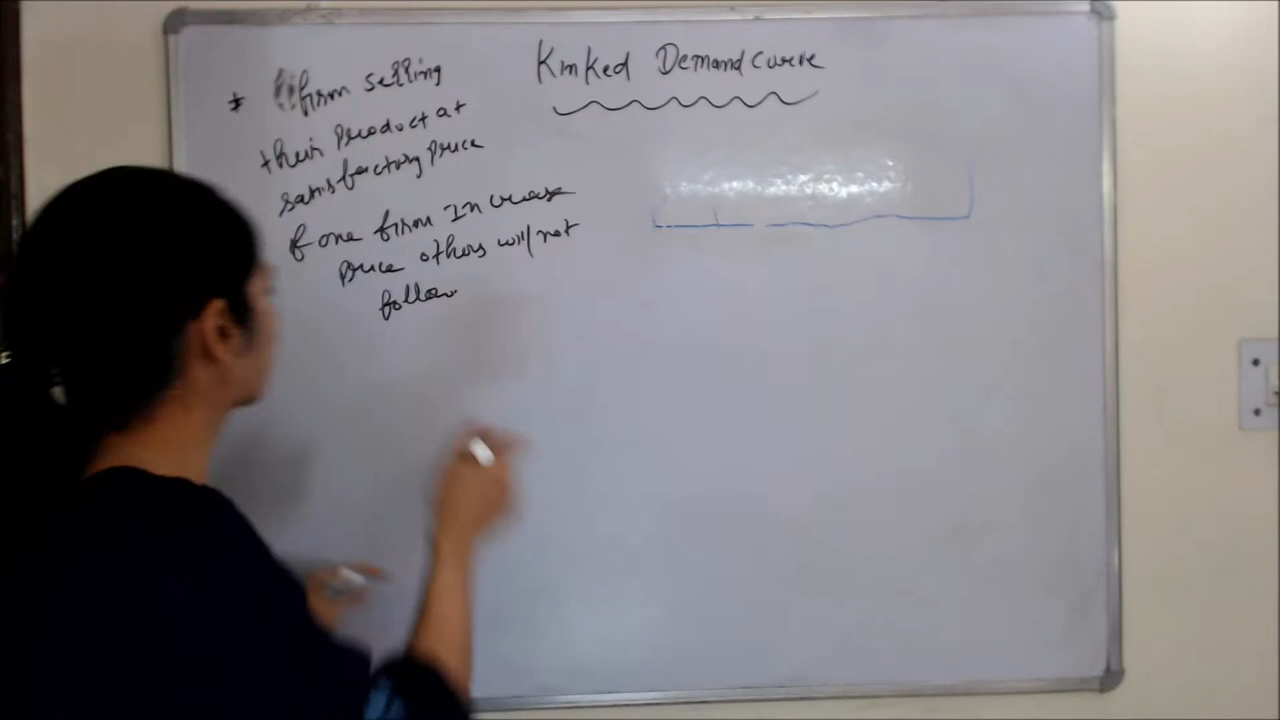 Kinked Demand curve
* firm selling
their product at
satisfactory price
if one firm Increase
price others will not
follow